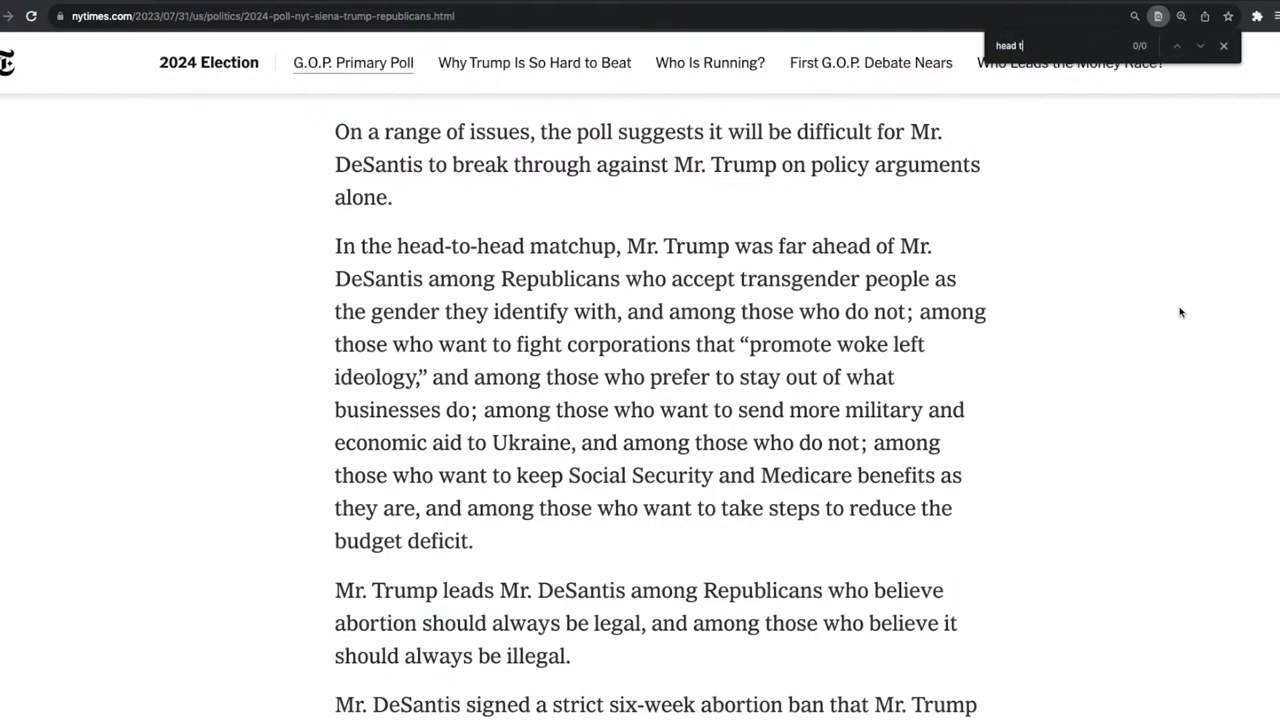 nytimes.com/2023/07/31/us/politics/2024-poll-nyt-siena-trump-republicans.html
head t 0/0
2024 Election G.O.P. Primary Poll Why Trump Is So Hard to Beat Who Is Running? First G.O.P. Debate Nears Who Leads the Money Race?
On a range of issues, the poll suggests it will be difficult for Mr.
DeSantis to break through against Mr. Trump on policy arguments
alone.
In the head-to-head matchup, Mr. Trump was far ahead of Mr.
DeSantis among Republicans who accept transgender people as
the gender they identify with, and among those who do not; among
those who want to fight corporations that “promote woke left
ideology,” and among those who prefer to stay out of what
businesses do; among those who want to send more military and
economic aid to Ukraine, and among those who do not; among
those who want to keep Social Security and Medicare benefits as
they are, and among those who want to take steps to reduce the
budget deficit.
Mr. Trump leads Mr. DeSantis among Republicans who believe
abortion should always be legal, and among those who believe it
should always be illegal.
Mr. DeSantis signed a strict six-week abortion ban that Mr. Trump